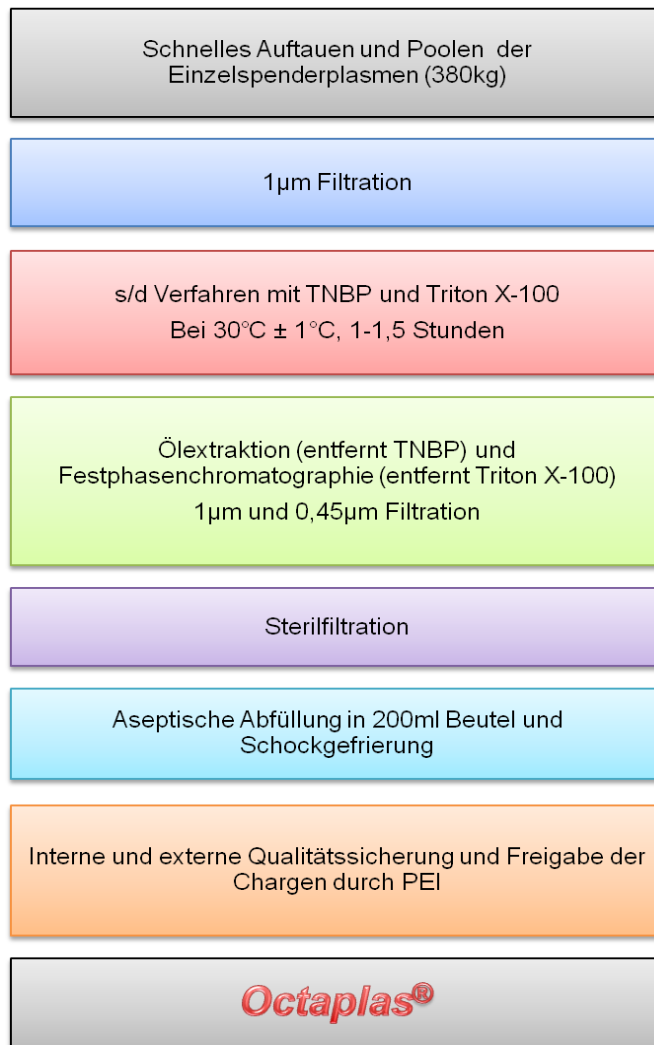 Schnelles Auftauen und Poolen der
Einzelspenderplasmen (380kg)
1µm Filtration
s/d Verfahren mit TNBP und Triton X-100
Bei 30°C ± 1°C, 1-1,5 Stunden
Ölextraktion (entfernt TNBP) und
Festphasenchromatographie (entfernt Triton X-100)
1µm und 0,45µm Filtration
Sterilfiltration
Aseptische Abfüllung in 200ml Beutel und
Schockgefrierung
Interne und externe Qualitätssicherung und Freigabe der
Chargen durch PEI
Octaplas®